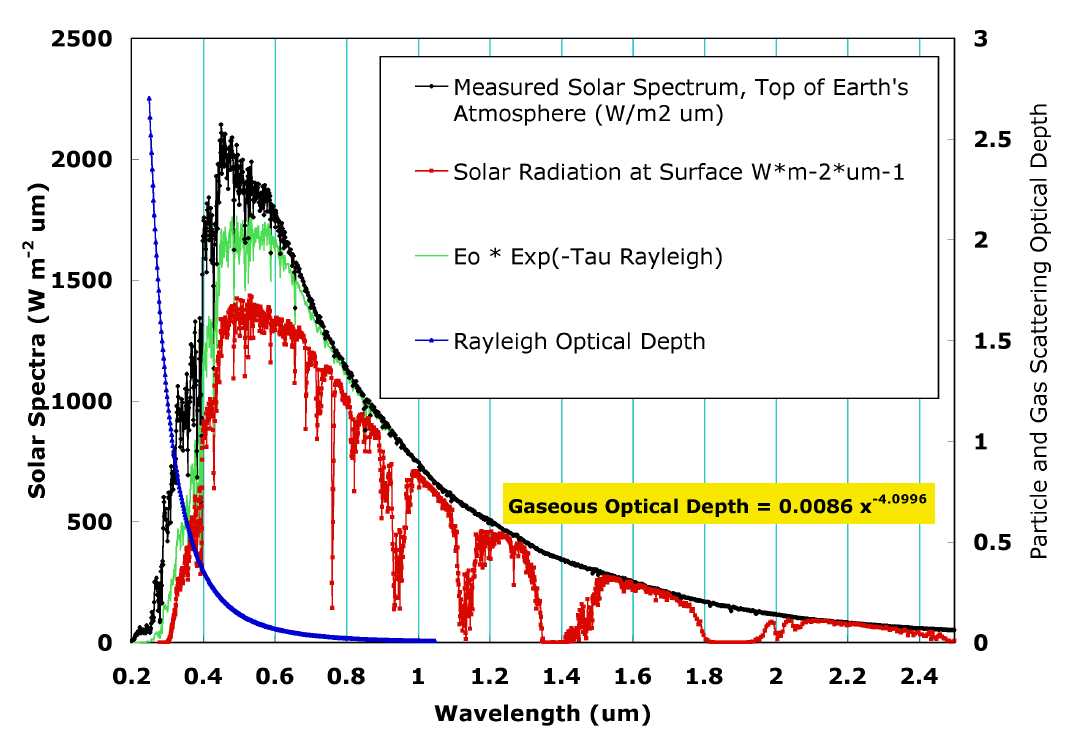 2500
2000
1500
1000
500
0
Solar Spectra (W m-2 um)
3
2.5
2
1.5
1
0.5
0
Particle and Gas Scattering Optical Depth
Measured Solar Spectrum, Top of Earth's
Atmosphere (W/m2 um)
Solar Radiation at Surface W*m-2*um-1
Eo * Exp(-Tau Rayleigh)
Rayleigh Optical Depth
Gaseous Optical Depth = 0.0086 x-4.0996
0.2 0.4 0.6 0.8 1 1.2 1.4 1.6 1.8 2 2.2 2.4
Wavelength (um)